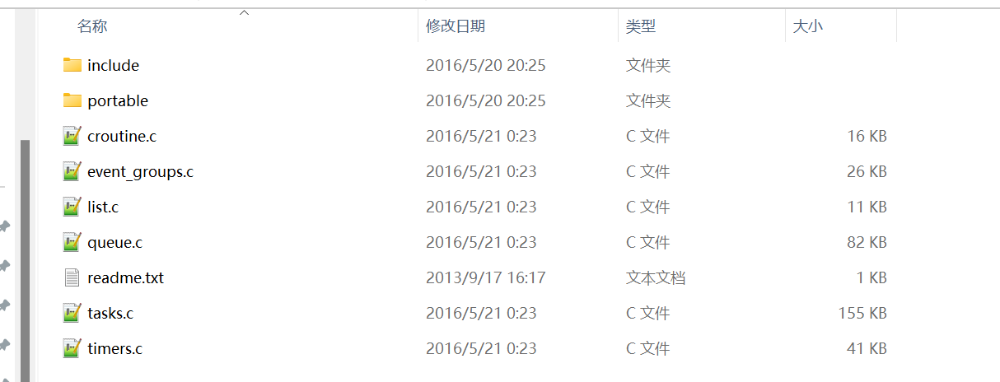 名称 修改日期 类型 大小
include 2016/5/20 20:25 文件夹
portable 2016/5/20 20:25 文件夹
croutine.c 2016/5/21 0:23 C 文件 16 KB
event_groups.c 2016/5/21 0:23 C 文件 26 KB
list.c 2016/5/21 0:23 C 文件 11 KB
queue.c 2016/5/21 0:23 C 文件 82 KB
readme.txt 2013/9/17 16:17 文本文档 1 KB
tasks.c 2016/5/21 0:23 C 文件 155 KB
timers.c 2016/5/21 0:23 C 文件 41 KB